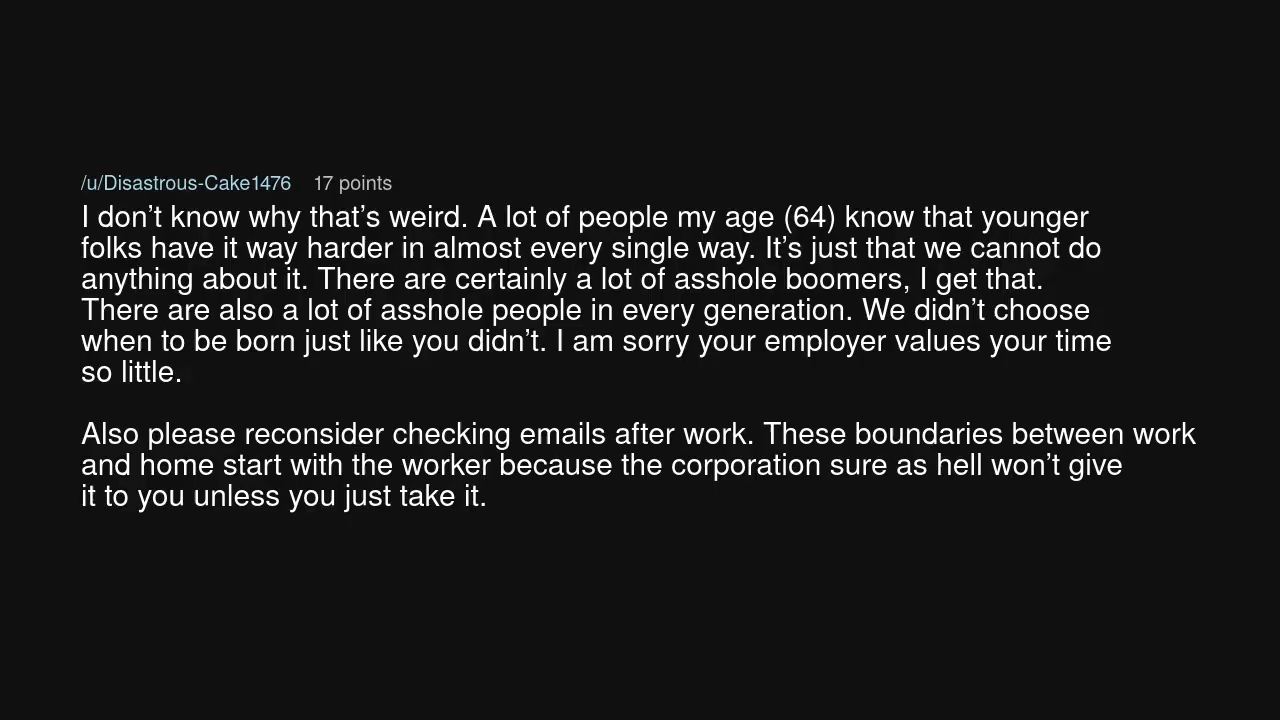 /u/Disastrous-Cake1476 17 points
I don’t know why that’s weird. A lot of people my age (64) know that younger
folks have it way harder in almost every single way. It’s just that we cannot do
anything about it. There are certainly a lot of asshole boomers, I get that.
There are also a lot of asshole people in every generation. We didn’t choose
when to be born just like you didn’t. I am sorry your employer values your time
so little.
Also please reconsider checking emails after work. These boundaries between work
and home start with the worker because the corporation sure as hell won’t give
it to you unless you just take it.